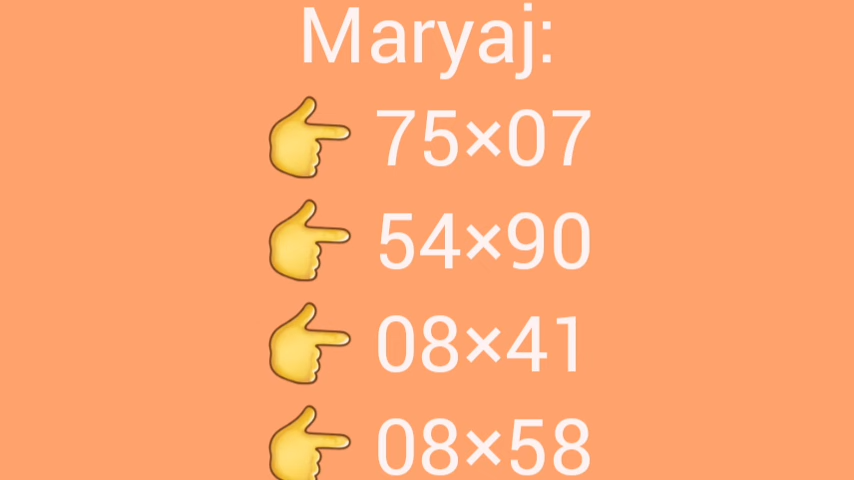 Maryaj:
👉 75×07
👉 54×90
👉 08×41
👉 08×58